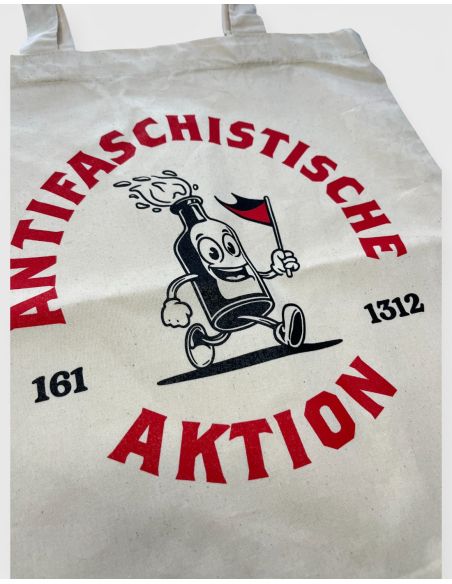 ANTIFASCHISTISCHE
161
1312
AKTION